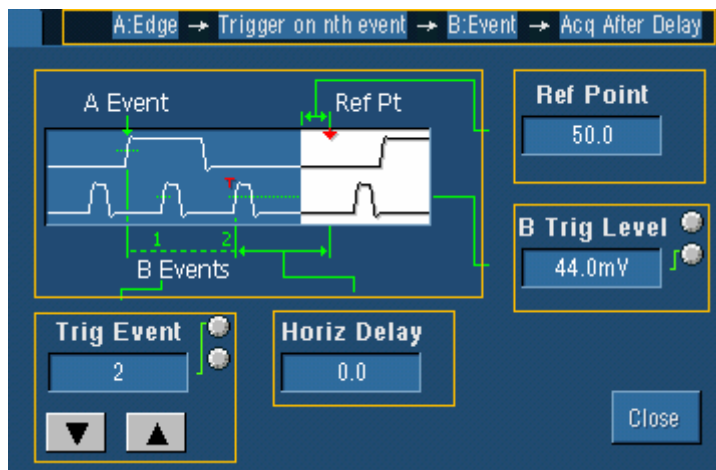 A:Edge → Trigger on nth event → B:Event → Acq After Delay
A Event
Ref Pt
1
2
B Events
Ref Point
50.0
B Trig Level
44.0mV
Trig Event
2
Horiz Delay
0.0
Close